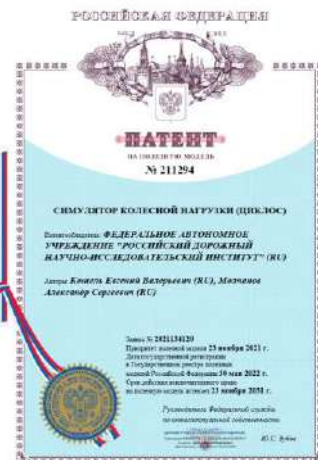 РОССИЙСКАЯ ФЕДЕРАЦИЯ
ПАТЕНТ
НА ПОЛЕЗНУЮ МОДЕЛЬ
№ 211294
СИМУЛЯТОР КОЛЕСНОЙ НАГРУЗКИ (ЦИКЛОС)
Патентообладатель: ФЕДЕРАЛЬНОЕ АВТОНОМНОЕ
УЧРЕЖДЕНИЕ "РОССИЙСКИЙ ДОРОЖНЫЙ
НАУЧНО-ИССЛЕДОВАТЕЛЬСКИЙ ИНСТИТУТ" (RU)
Авторы: Евгений Валерьевич (RU), Молчанов
Александр Сергеевич (RU)
Заявка № 2021134120
Приоритет полезной модели 23 ноября 2021 г.
Дата государственной регистрации
в Государственном реестре полезных
моделей Российской Федерации 30 мая 2022 г.
Срок действия исключительного права
на полезную модель истекает 23 ноября 2031 г.
Руководитель Федеральной службы
по интеллектуальной собственности
Ю.С. Зубов